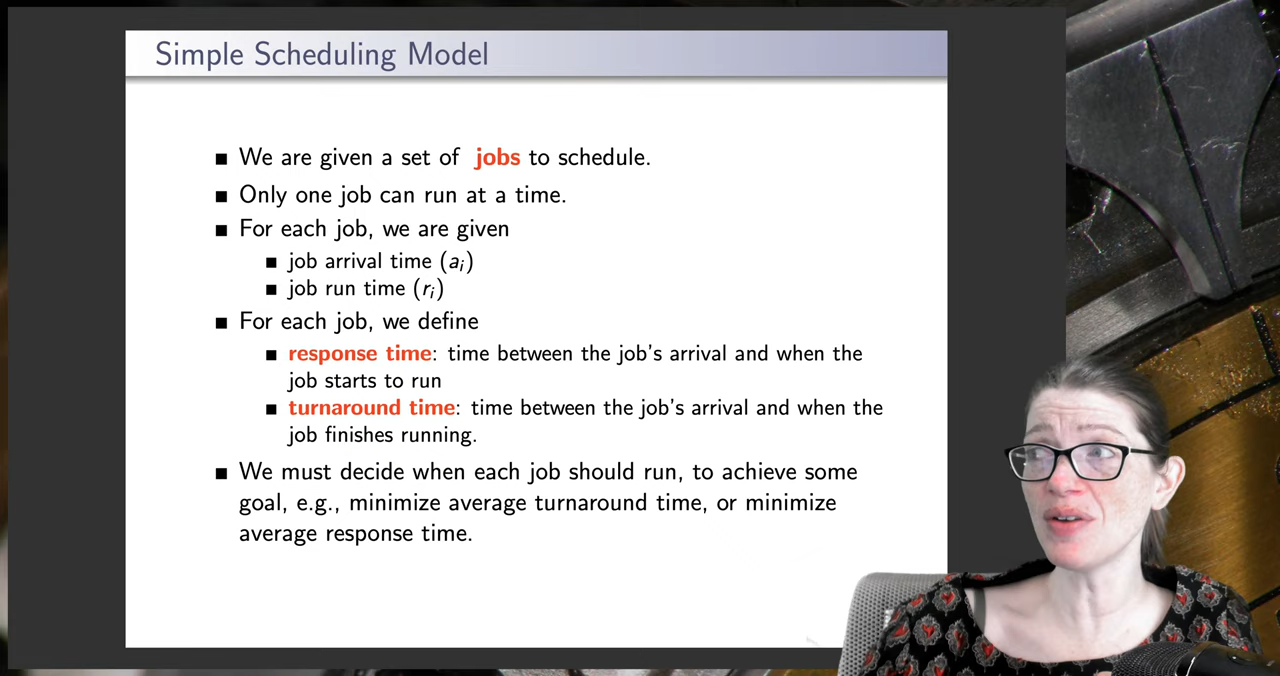 Simple Scheduling Model
We are given a set of jobs to schedule.
Only one job can run at a time.
For each job, we are given
job arrival time (aᵢ)
job run time (rᵢ)
For each job, we define
response time: time between the job's arrival and when the
job starts to run
turnaround time: time between the job's arrival and when the
job finishes running.
We must decide when each job should run, to achieve some
goal, e.g., minimize average turnaround time, or minimize
average response time.